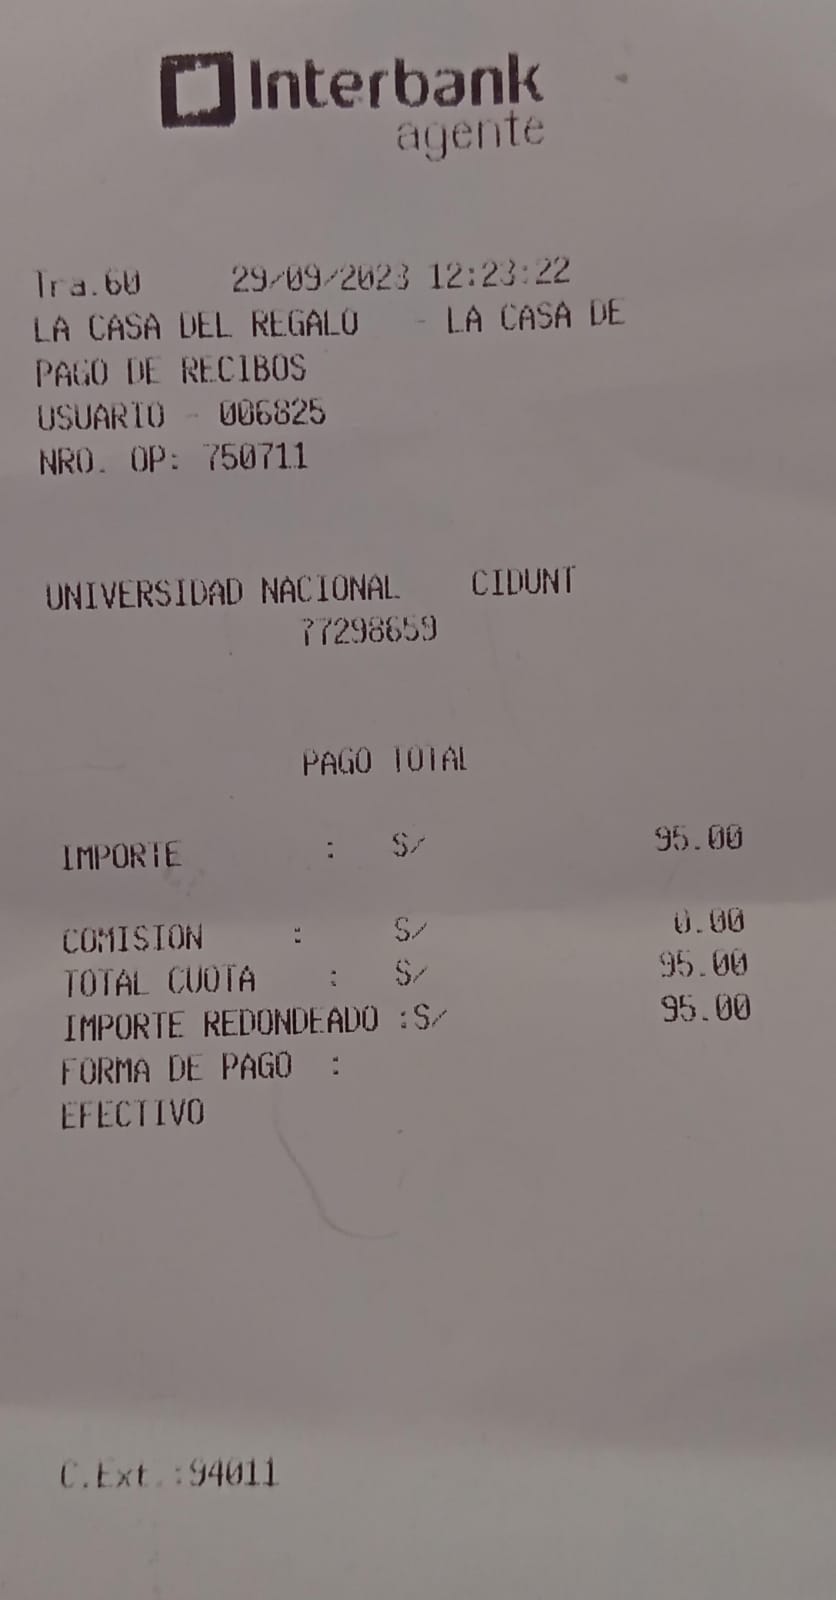 Interbank
agente
Tra.60 29/09/2023 12:23:22
LA CASA DEL REGALO - LA CASA DE
PAGO DE RECIBOS
USUARIO - 006825
NRO. OP: 750711
UNIVERSIDAD NACIONAL CIDUNT
77298659
PAGO TOTAL
IMPORTE : S/ 95.00
COMISION : S/ 0.00
TOTAL CUOTA : S/ 95.00
IMPORTE REDONDEADO :S/ 95.00
FORMA DE PAGO :
EFECTIVO
C.Ext.:94011